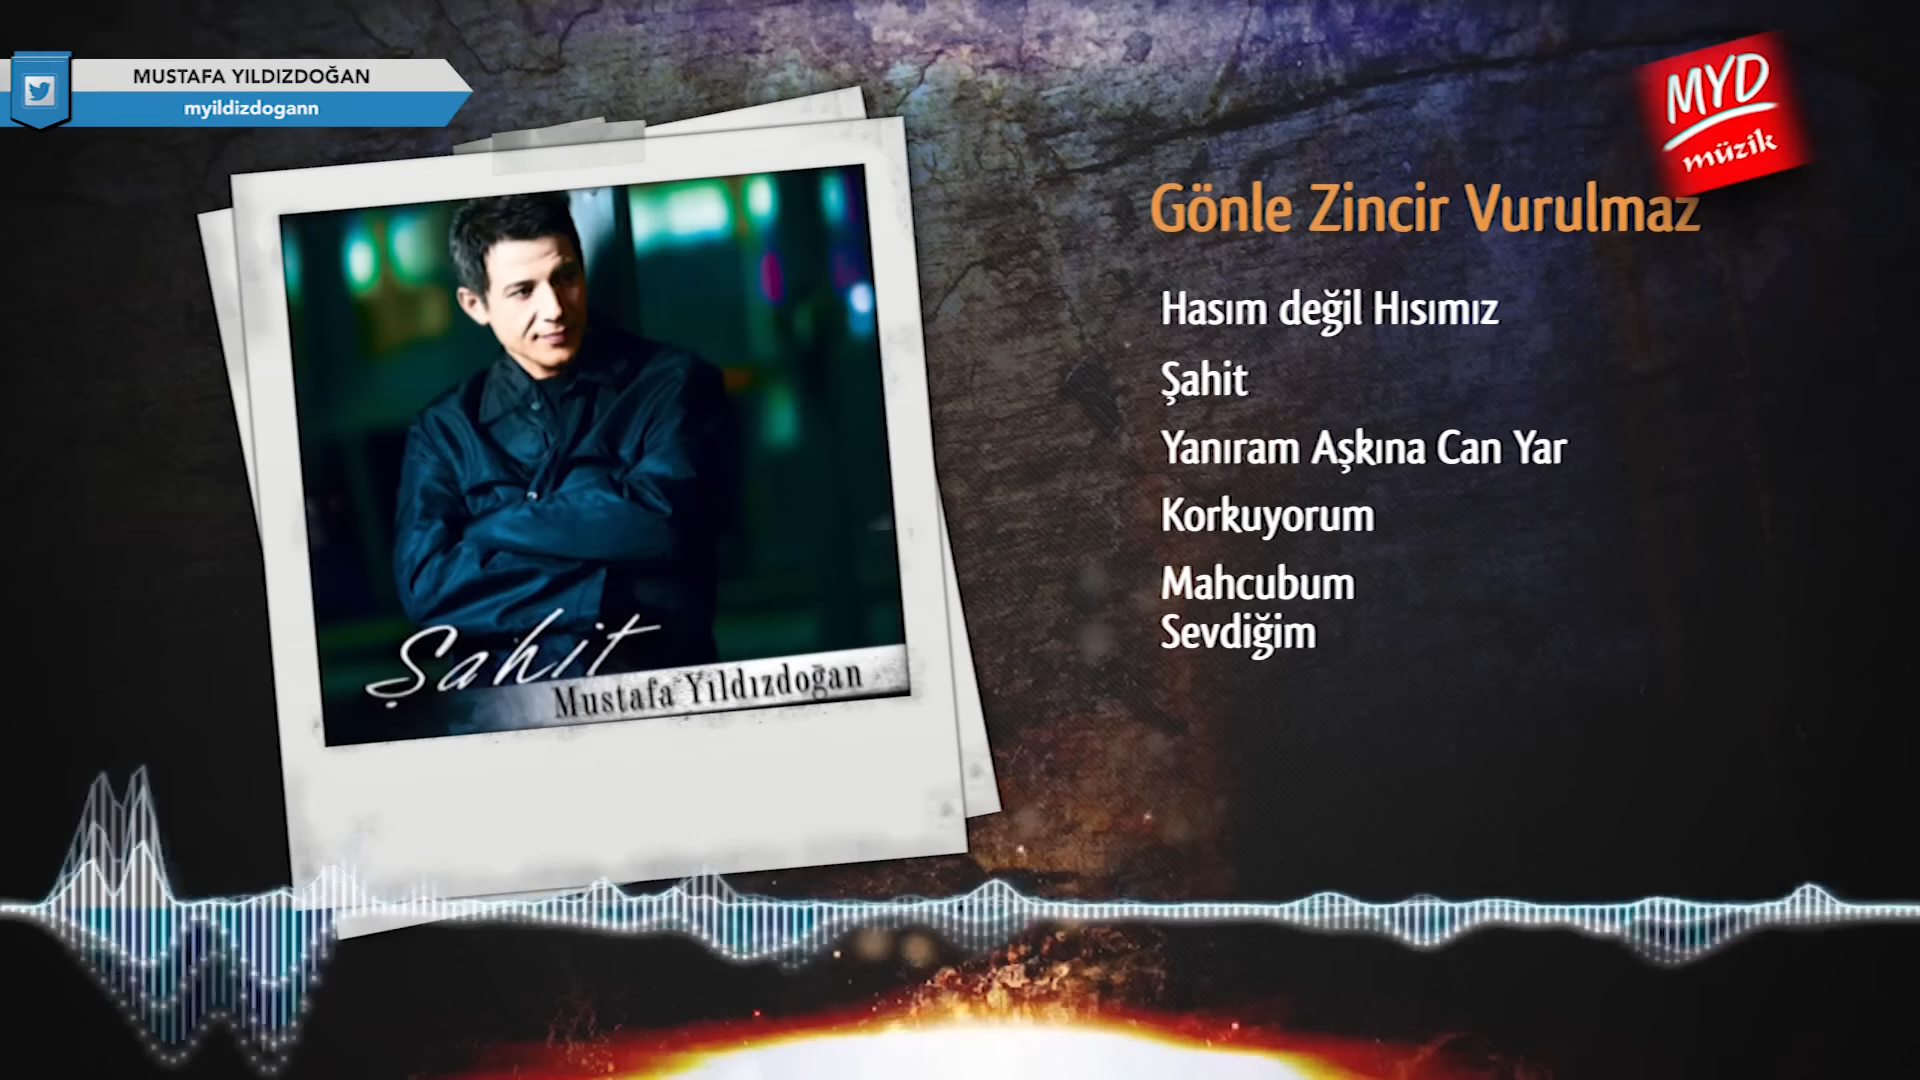 MUSTAFA YILDIZDOĞAN
myildizdogann
MYD
müzik
Gönle Zincir Vurulmaz
Hasım değil Hısımız
Şahit
Yanıram Aşkına Can Yar
Korkuyorum
Mahcubum
Sevdiğim
Şahit
Mustafa Yıldızdoğan